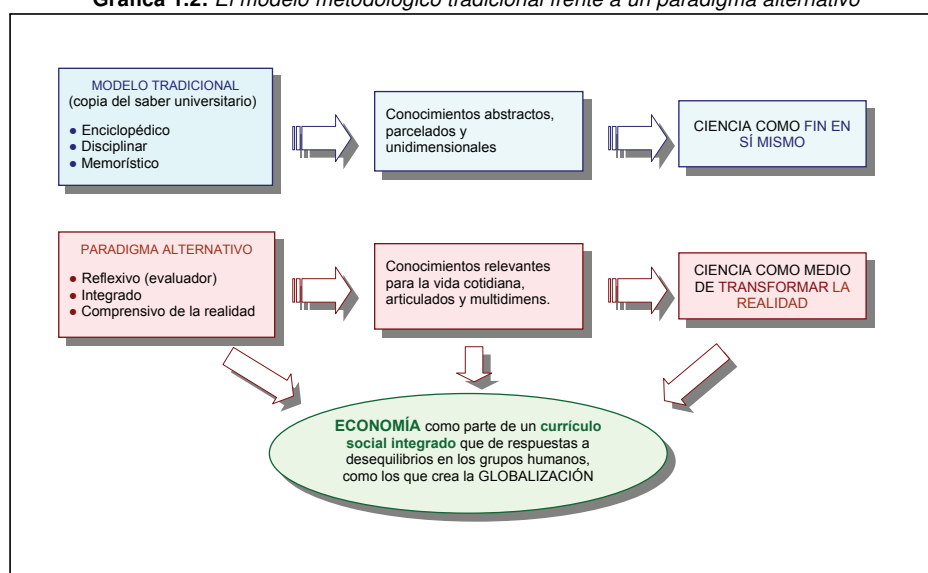 Gráfica 1.2: El modelo metodológico tradicional frente a un paradigma alternativo
MODELO TRADICIONAL
(copia del saber universitario)
● Enciclopédico
● Disciplinar
● Memorístico
Conocimientos abstractos,
parcelados y
unidimensionales
CIENCIA COMO FIN EN
SÍ MISMO
PARADIGMA ALTERNATIVO
● Reflexivo (evaluador)
● Integrado
● Comprensivo de la realidad
Conocimientos relevantes
para la vida cotidiana,
articulados y multidimens.
CIENCIA COMO MEDIO
DE TRANSFORMAR LA
REALIDAD
ECONOMÍA como parte de un currículo
social integrado que de respuestas a
desequilibrios en los grupos humanos,
como los que crea la GLOBALIZACIÓN